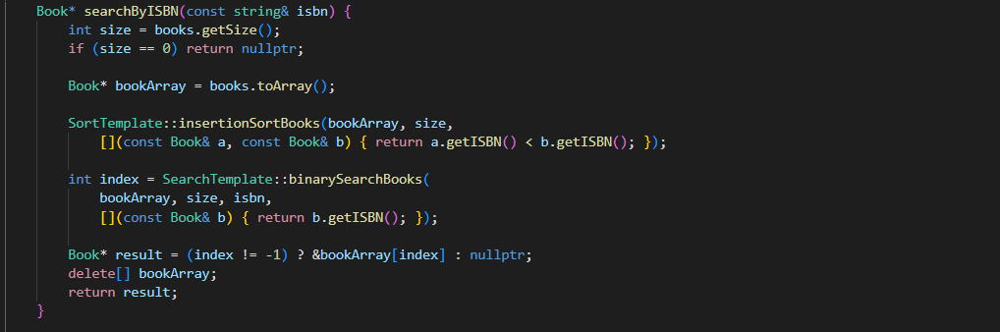 Book* searchByISBN(const string& isbn) {
    int size = books.getSize();
    if (size == 0) return nullptr;

    Book* bookArray = books.toArray();

    SortTemplate::insertionSortBooks(bookArray, size,
        [](const Book& a, const Book& b) { return a.getISBN() < b.getISBN(); });

    int index = SearchTemplate::binarySearchBooks(
        bookArray, size, isbn,
        [](const Book& b) { return b.getISBN(); });

    Book* result = (index != -1) ? &bookArray[index] : nullptr;
    delete[] bookArray;
    return result;
}